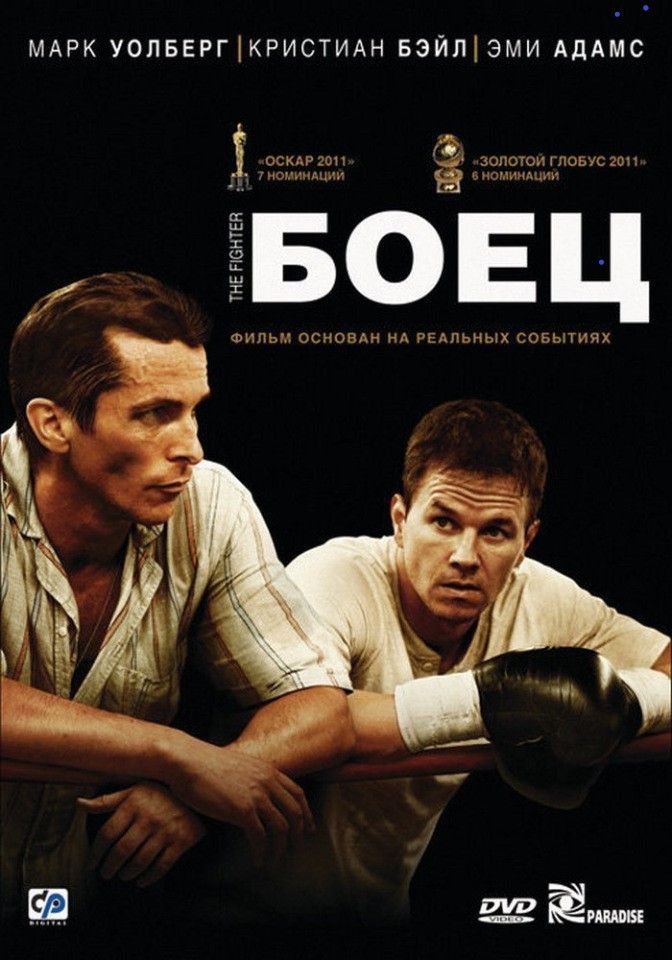 МАРК УОЛБЕРГ|КРИСТИАН БЭЙЛ|ЭМИ АДАМС
«ОСКАР 2011»
7 НОМИНАЦИЙ
«ЗОЛОТОЙ ГЛОБУС 2011»
6 НОМИНАЦИЙ
THE FIGHTER
БОЕЦ
ФИЛЬМ ОСНОВАН НА РЕАЛЬНЫХ СОБЫТИЯХ
dp
DIGITAL
DVD
VIDEO
PARADISE